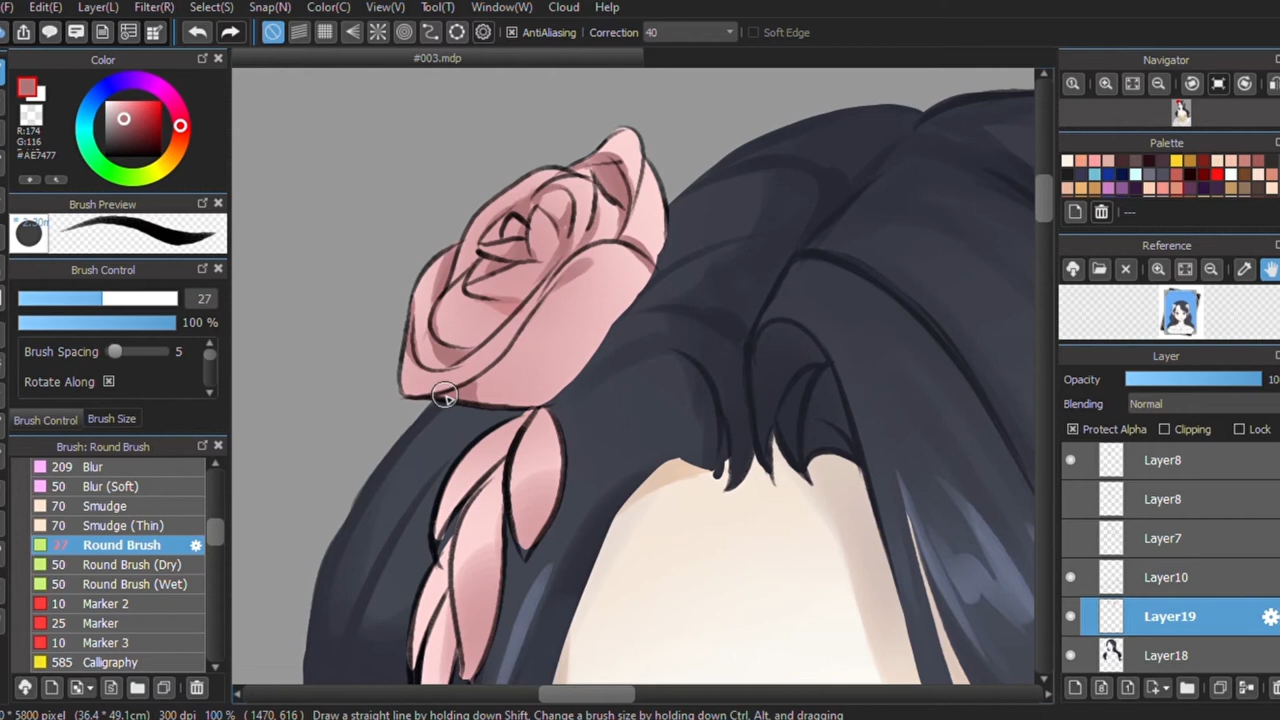 (F) Edit(E) Layer(L) Filter(R) Select(S) Snap(N) Color(C) View(V) Tool(T) Window(W) Cloud Help
AntiAliasing Correction 40 Soft Edge
#003.mdp
Color
R:174
G:116
#AE7477
Brush Preview
Brush Control
27
100 %
Brush Spacing 5
Rotate Along
Brush Control Brush Size
Brush: Round Brush
209 Blur
50 Blur (Soft)
70 Smudge
70 Smudge (Thin)
27 Round Brush
50 Round Brush (Dry)
50 Round Brush (Wet)
10 Marker 2
25 Marker
10 Marker 3
585 Calligraphy
Navigator
Palette
---
Reference
Layer
Opacity 10
Blending Normal
Protect Alpha Clipping Lock
Layer8
Layer8
Layer7
Layer10
Layer19
Layer18
* 5800 pixel (36.4 * 49.1cm) 300 dpi 100 % ( 1470, 616 ) Draw a straight line by holding down Shift, Change a brush size by holding down Ctrl, Alt, and dragging